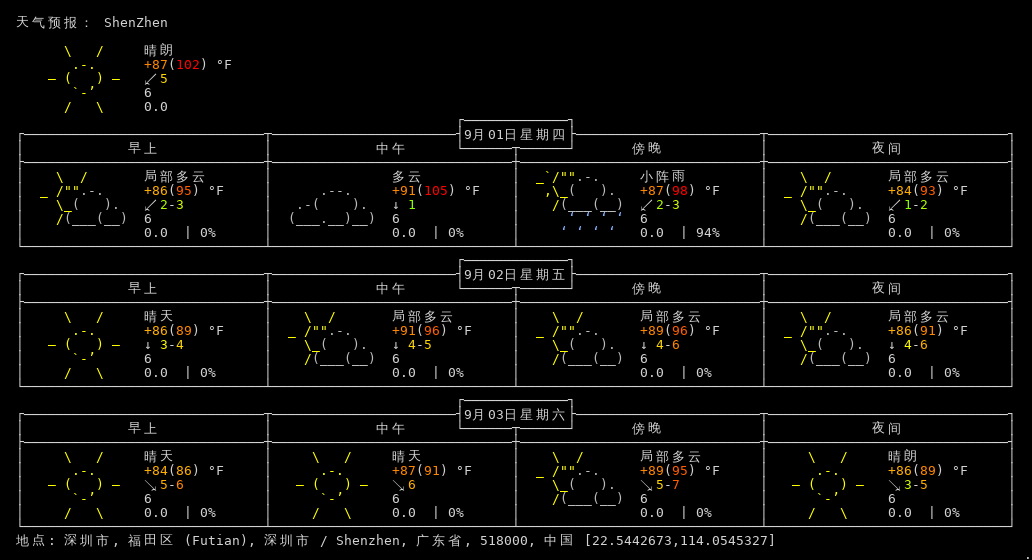 天气预报： ShenZhen
晴朗
+87(102) °F
↙ 5
6
0.0
9月01日星期四
早上 中午 傍晚 夜间
局部多云 多云 小阵雨 局部多云
+86(95) °F +91(105) °F +87(98) °F +84(93) °F
↙ 2-3 ↓ 1 ↙ 2-3 ↙ 1-2
6 6 6 6
0.0 | 0% 0.0 | 0% 0.0 | 94% 0.0 | 0%
9月02日星期五
早上 中午 傍晚 夜间
晴天 局部多云 局部多云 局部多云
+86(89) °F +91(96) °F +89(96) °F +86(91) °F
↓ 3-4 ↓ 4-5 ↓ 4-6 ↓ 4-6
6 6 6 6
0.0 | 0% 0.0 | 0% 0.0 | 0% 0.0 | 0%
9月03日星期六
早上 中午 傍晚 夜间
晴天 晴天 局部多云 晴朗
+84(86) °F +87(91) °F +89(95) °F +86(89) °F
↘ 5-6 ↘ 6 ↘ 5-7 ↘ 3-5
6 6 6 6
0.0 | 0% 0.0 | 0% 0.0 | 0% 0.0 | 0%
地点: 深圳市, 福田区 (Futian), 深圳市 / Shenzhen, 广东省, 518000, 中国 [22.5442673,114.0545327]